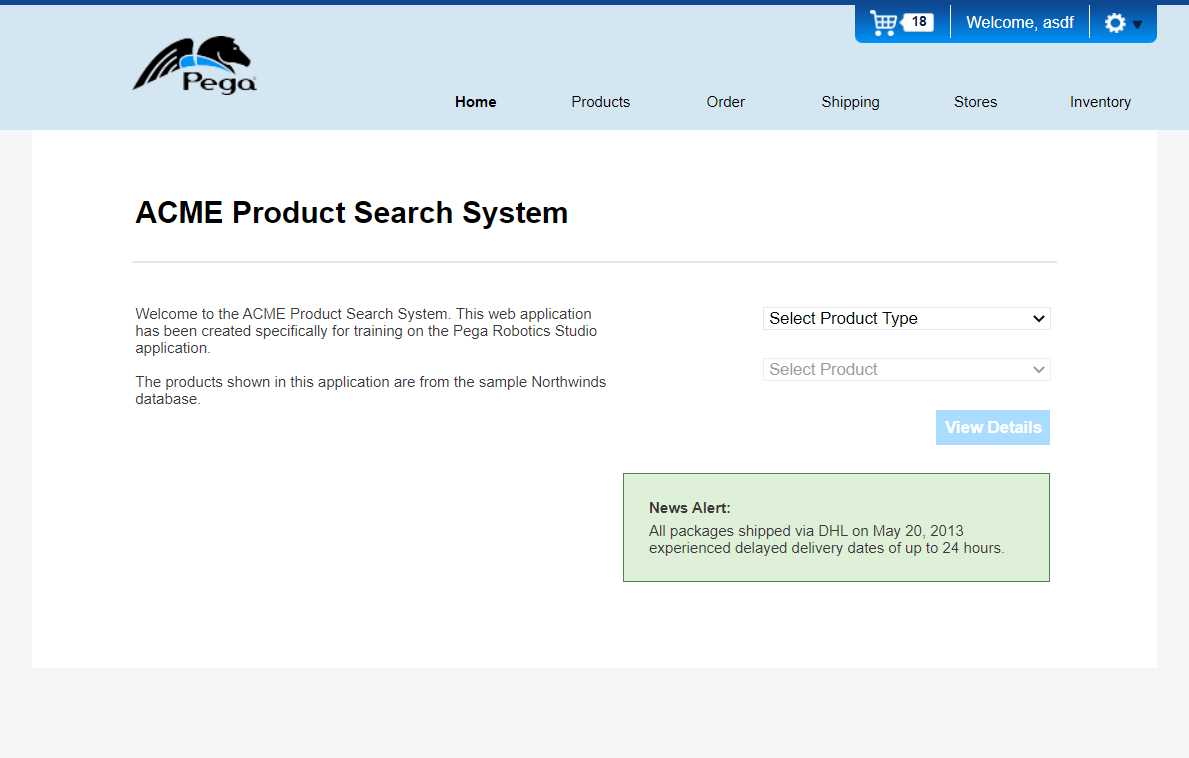 18
Welcome, asdf
Pega
Home
Products
Order
Shipping
Stores
Inventory
ACME Product Search System
Welcome to the ACME Product Search System. This web application
has been created specifically for training on the Pega Robotics Studio
application.
The products shown in this application are from the sample Northwinds
database.
Select Product Type
Select Product
View Details
News Alert:
All packages shipped via DHL on May 20, 2013
experienced delayed delivery dates of up to 24 hours.